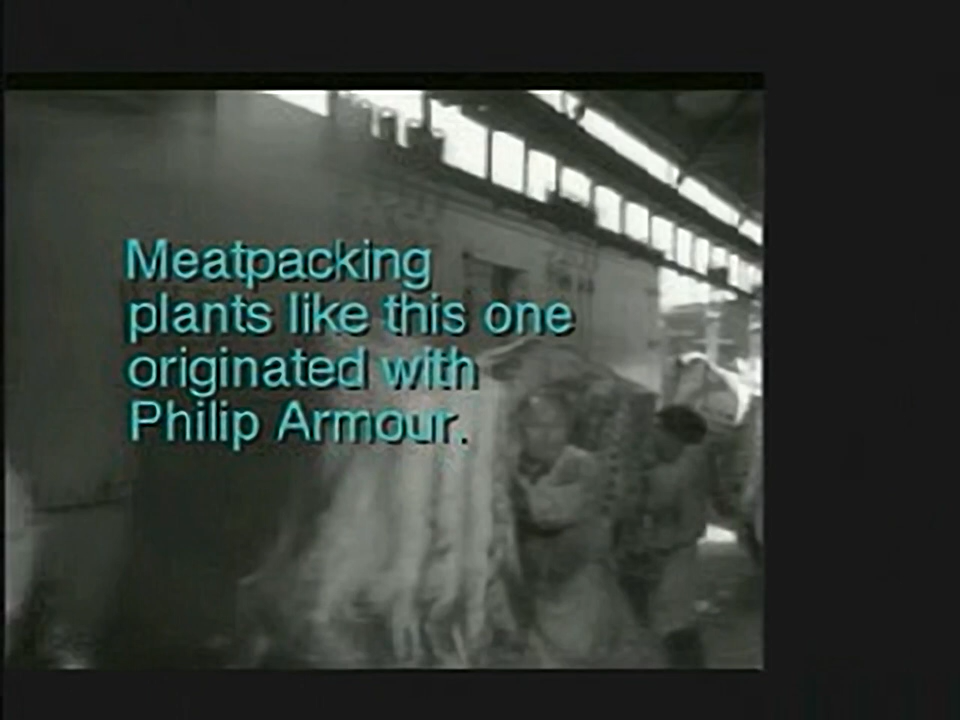 Meatpacking
plants like this one
originated with
Philip Armour.